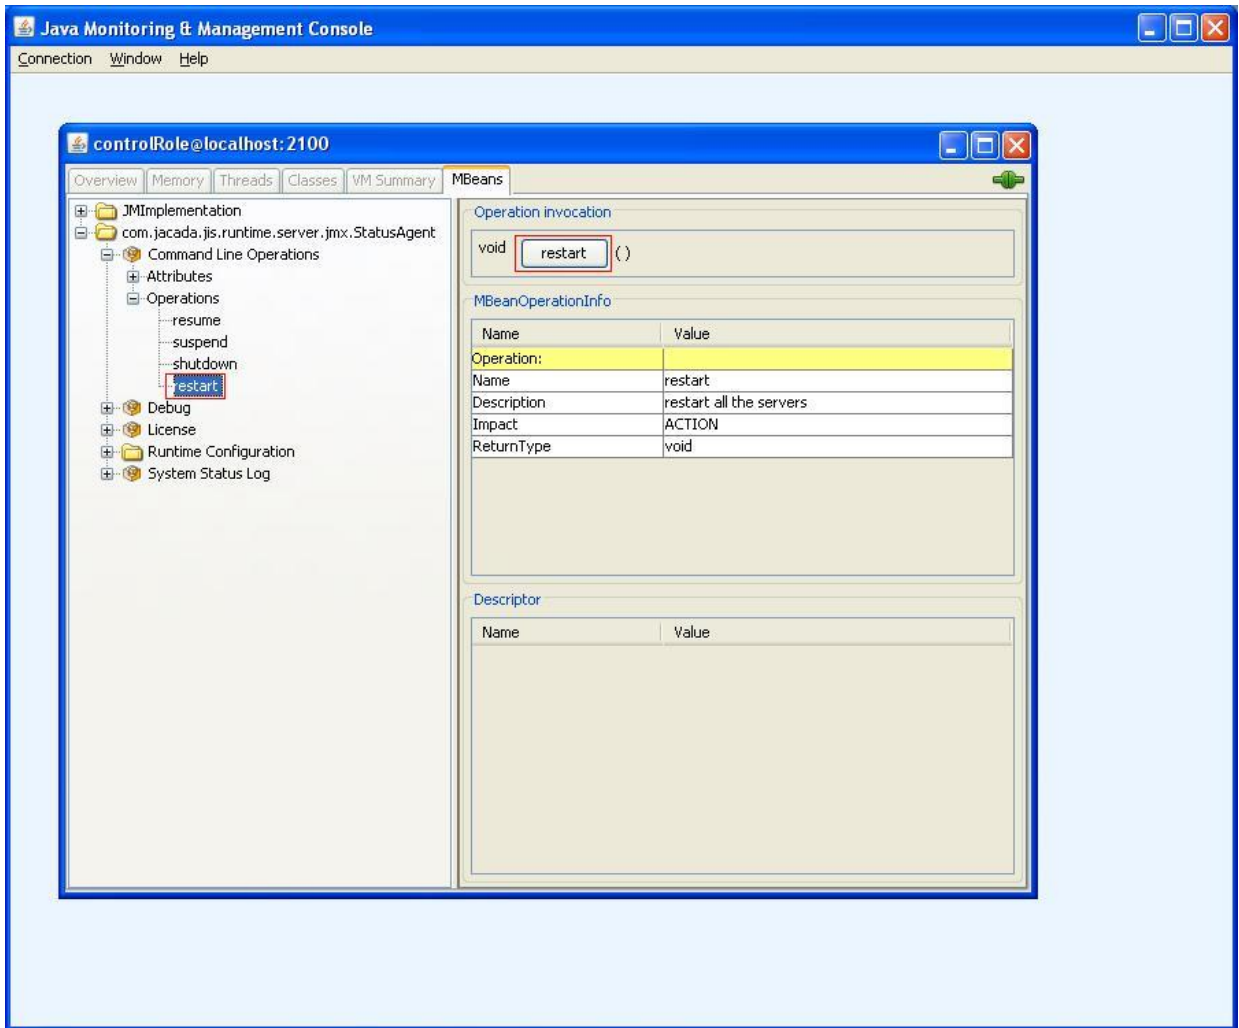 Java Monitoring & Management Console
Connection Window Help
controlRole@localhost:2100
Overview Memory Threads Classes VM Summary MBeans
JMImplementation
com.jacada.jis.runtime.server.jmx.StatusAgent
Command Line Operations
Attributes
Operations
resume
suspend
shutdown
restart
Debug
License
Runtime Configuration
System Status Log
Operation invocation
void restart ()
MBeanOperationInfo
Name Value
Operation:
Name restart
Description restart all the servers
Impact ACTION
ReturnType void
Descriptor
Name Value